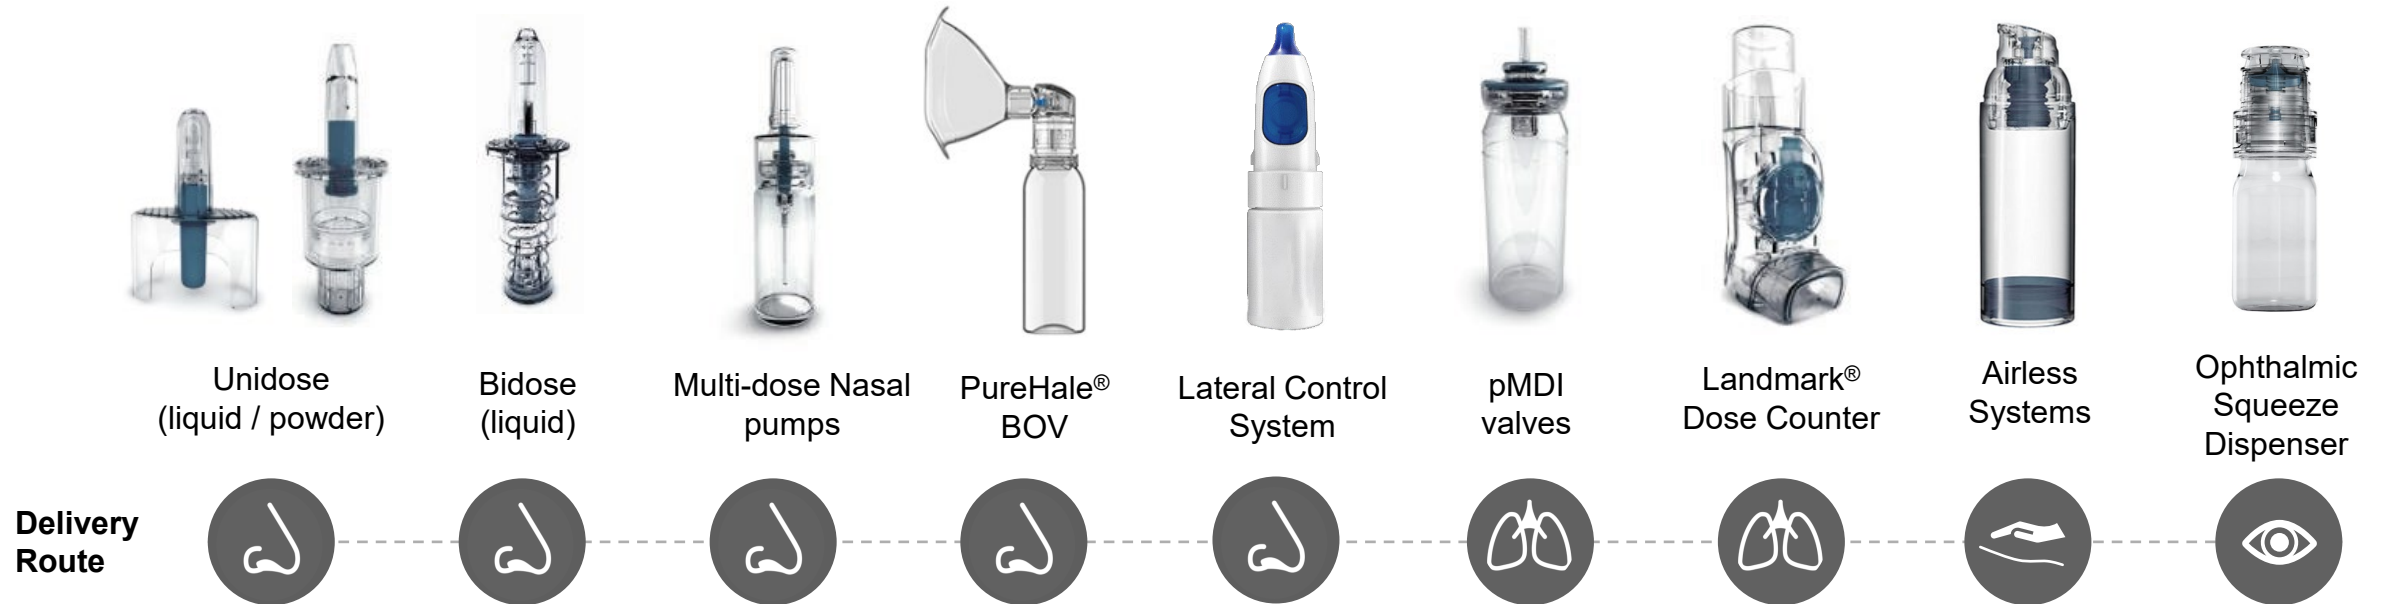 Unidose
(liquid / powder)
Bidose
(liquid)
Multi-dose Nasal
pumps
PureHale®
BOV
Lateral Control
System
pMDI
valves
Landmark®
Dose Counter
Airless
Systems
Ophthalmic
Squeeze
Dispenser
Delivery
Route